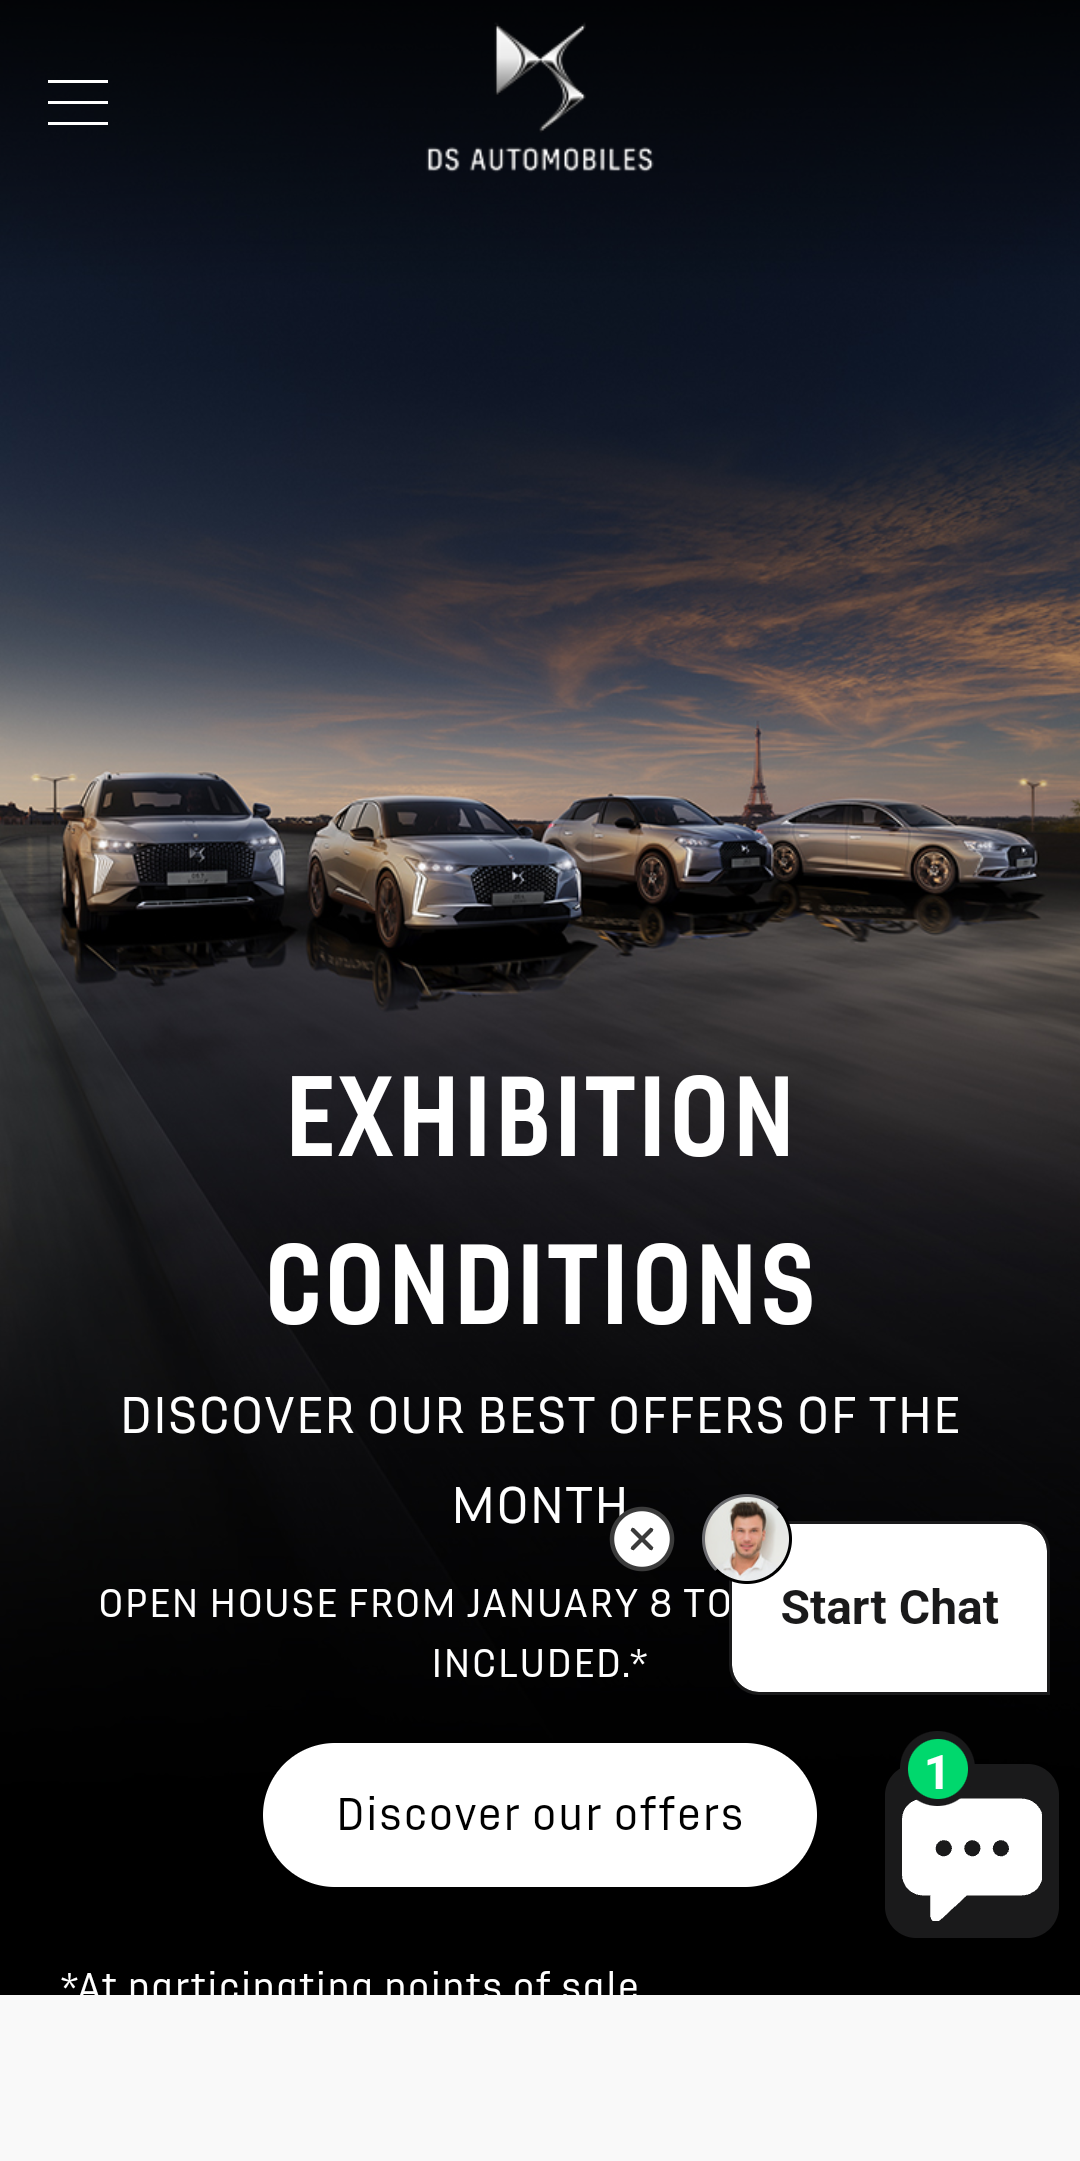 DS AUTOMOBILES
EXHIBITION
CONDITIONS
DISCOVER OUR BEST OFFERS OF THE
MONTH
OPEN HOUSE FROM JANUARY 8 TO
INCLUDED.*
Start Chat
Discover our offers
1
*At participating points of sale